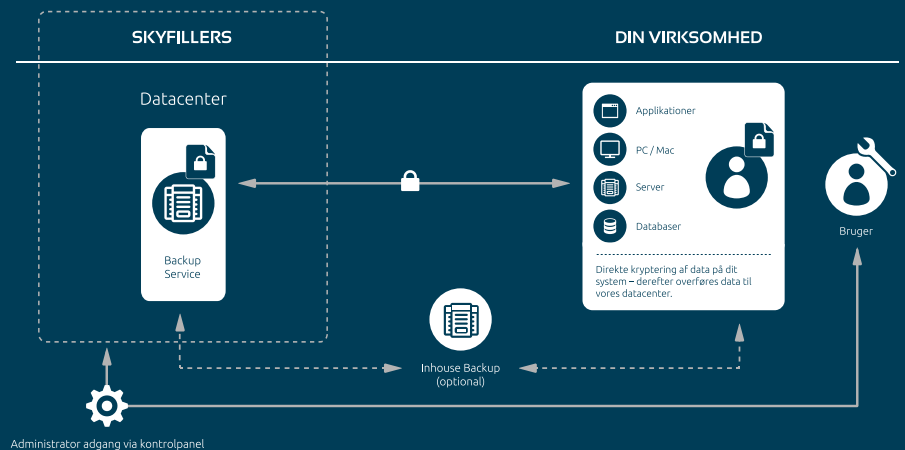 SKYFILLERS
DIN VIRKSOMHED
Datacenter
Backup
Service
Applikationer
PC / Mac
Server
Databaser
Direkte kryptering af data på dit
system – derefter overføres data til
vores datacenter.
Bruger
Inhouse Backup
(optional)
Administrator adgang via kontrolpanel